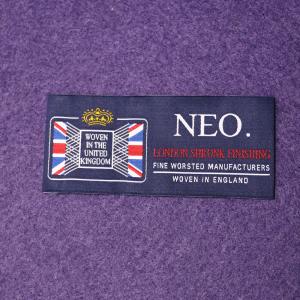 WOVEN
IN THE
UNITED
KINGDOM
NEO.
LONDON SHRUNK FINISHING
FINE WORSTED MANUFACTURERS
WOVEN IN ENGLAND